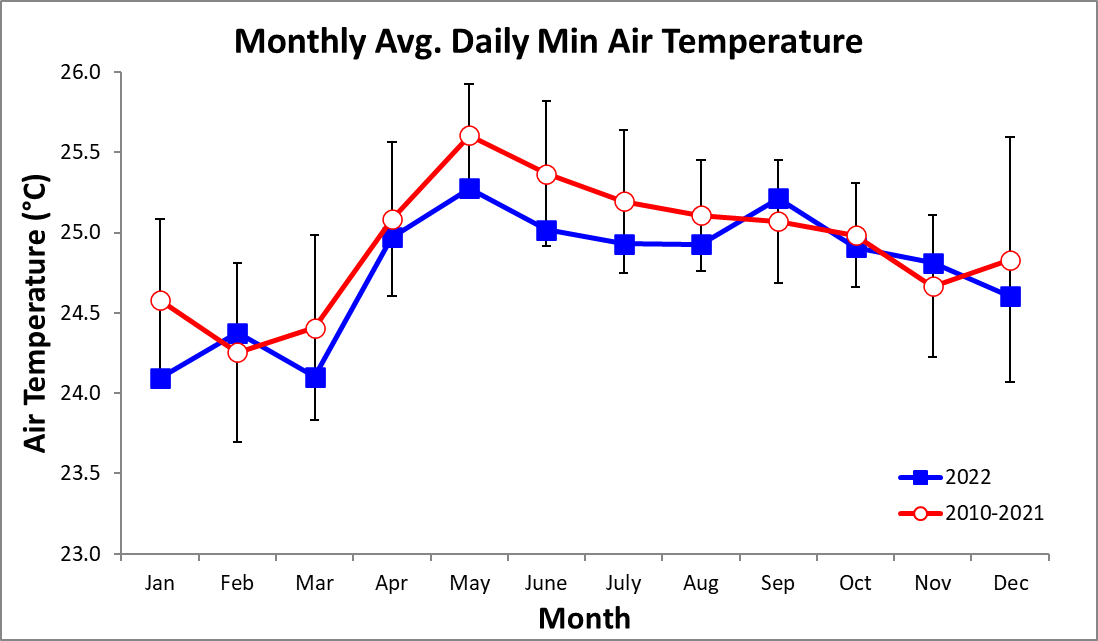 Monthly Avg. Daily Min Air Temperature
Air Temperature (°C)
26.0
25.5
25.0
24.5
24.0
23.5
23.0
2022
2010-2021
Jan Feb Mar Apr May June July Aug Sep Oct Nov Dec
Month